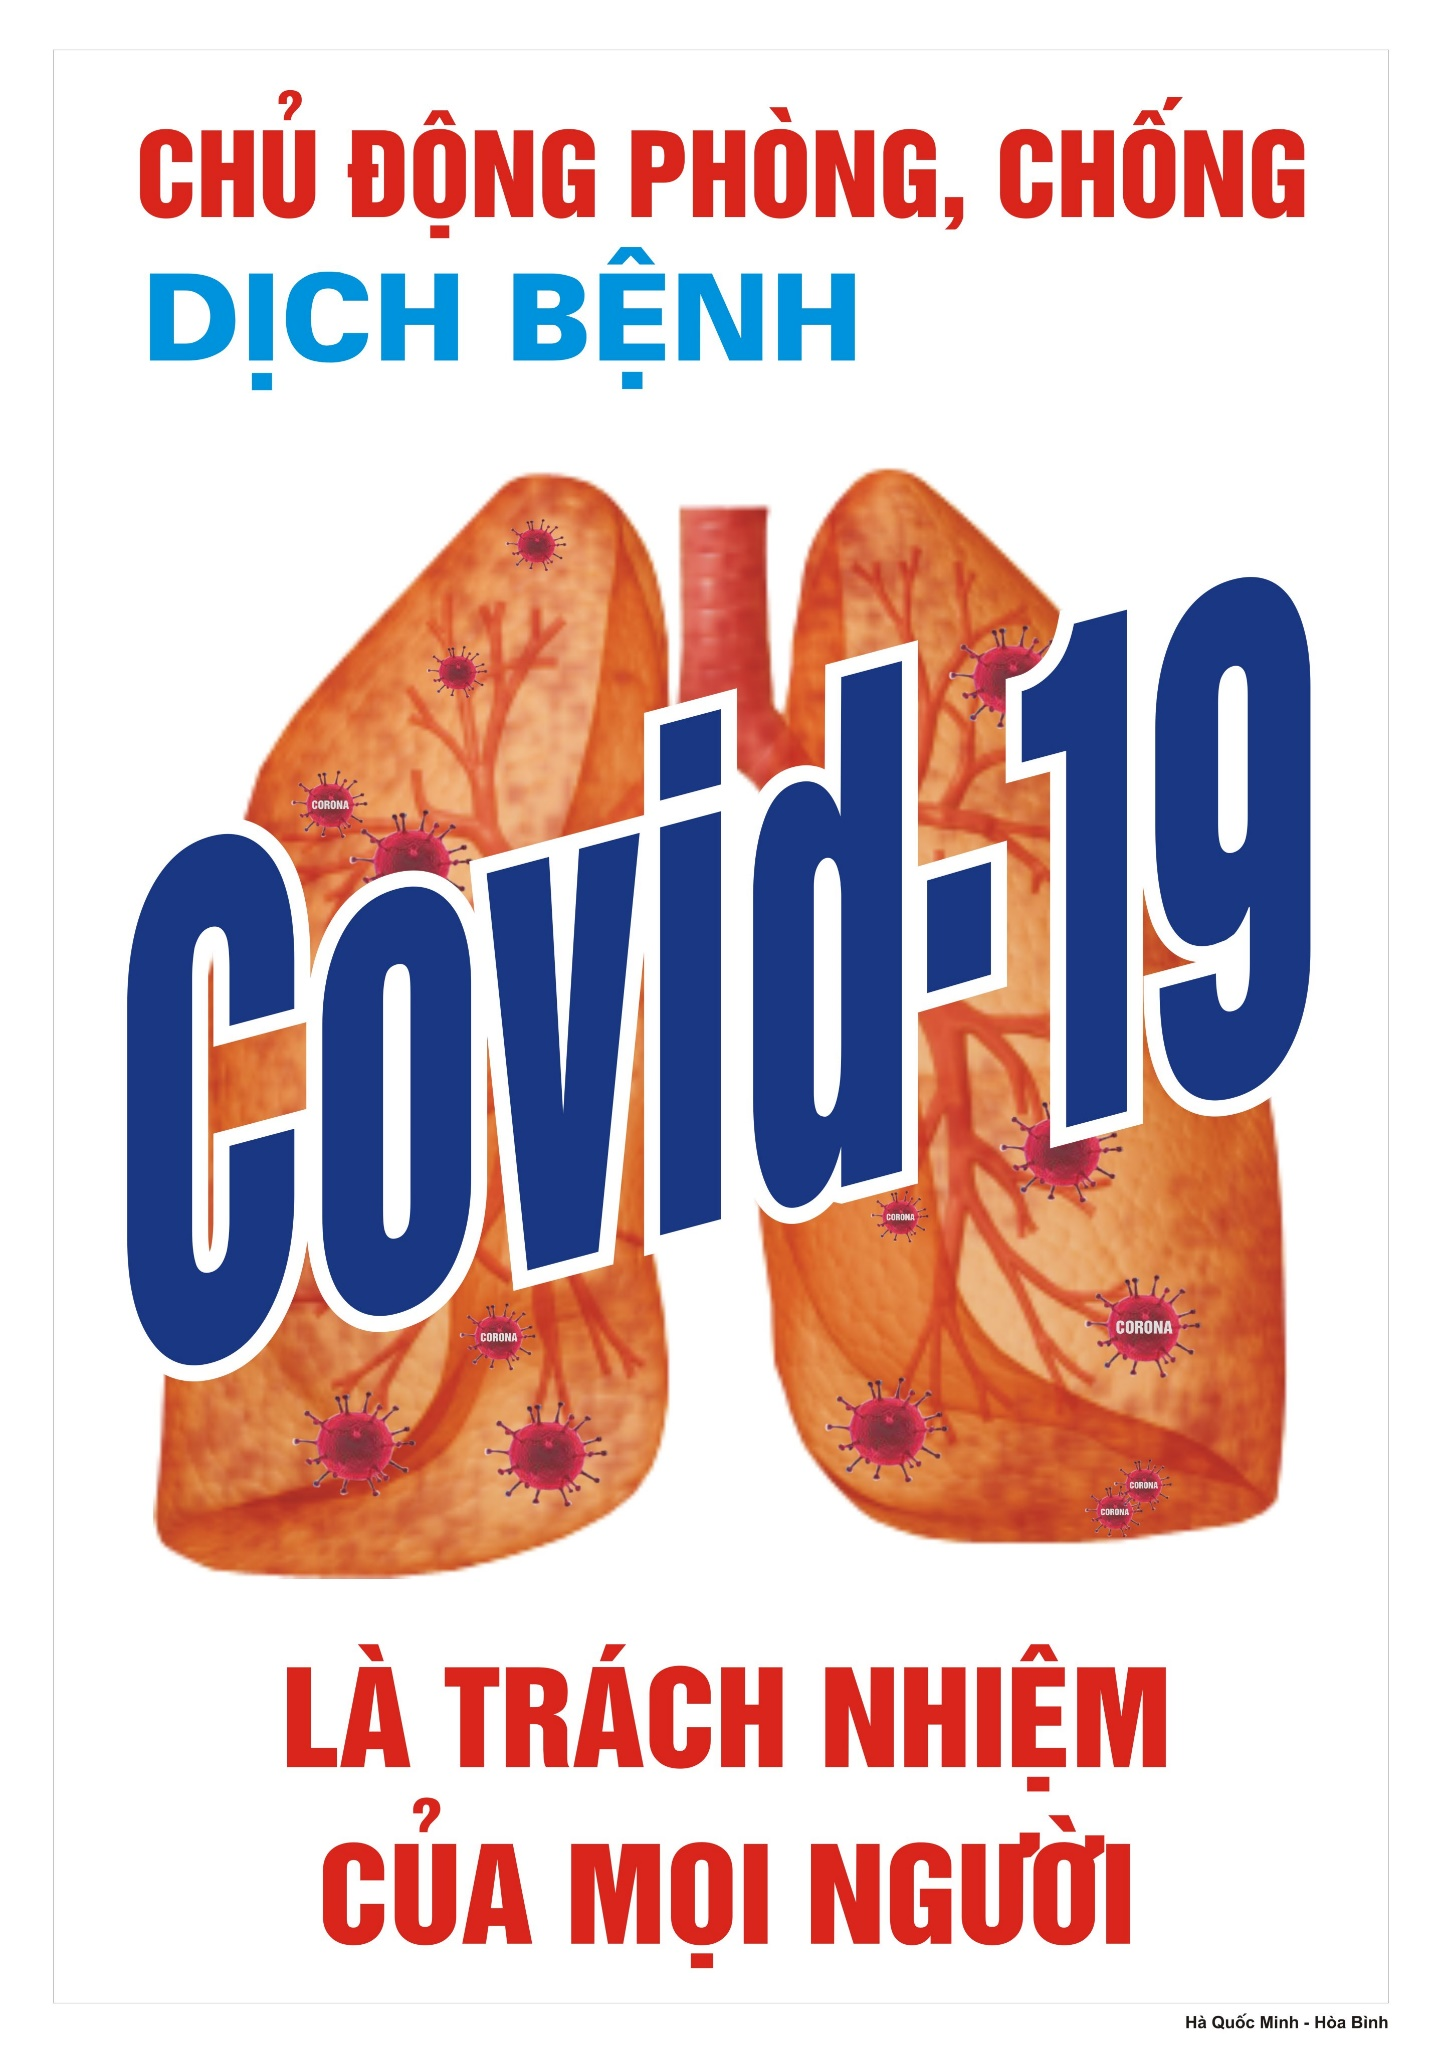 CHỦ ĐỘNG PHÒNG, CHỐNG
DỊCH BỆNH
Covid-19
CORONA
CORONA
CORONA
CORONA
CORONA
CORONA
LÀ TRÁCH NHIỆM
CỦA MỌI NGƯỜI
Hà Quốc Minh - Hòa Bình